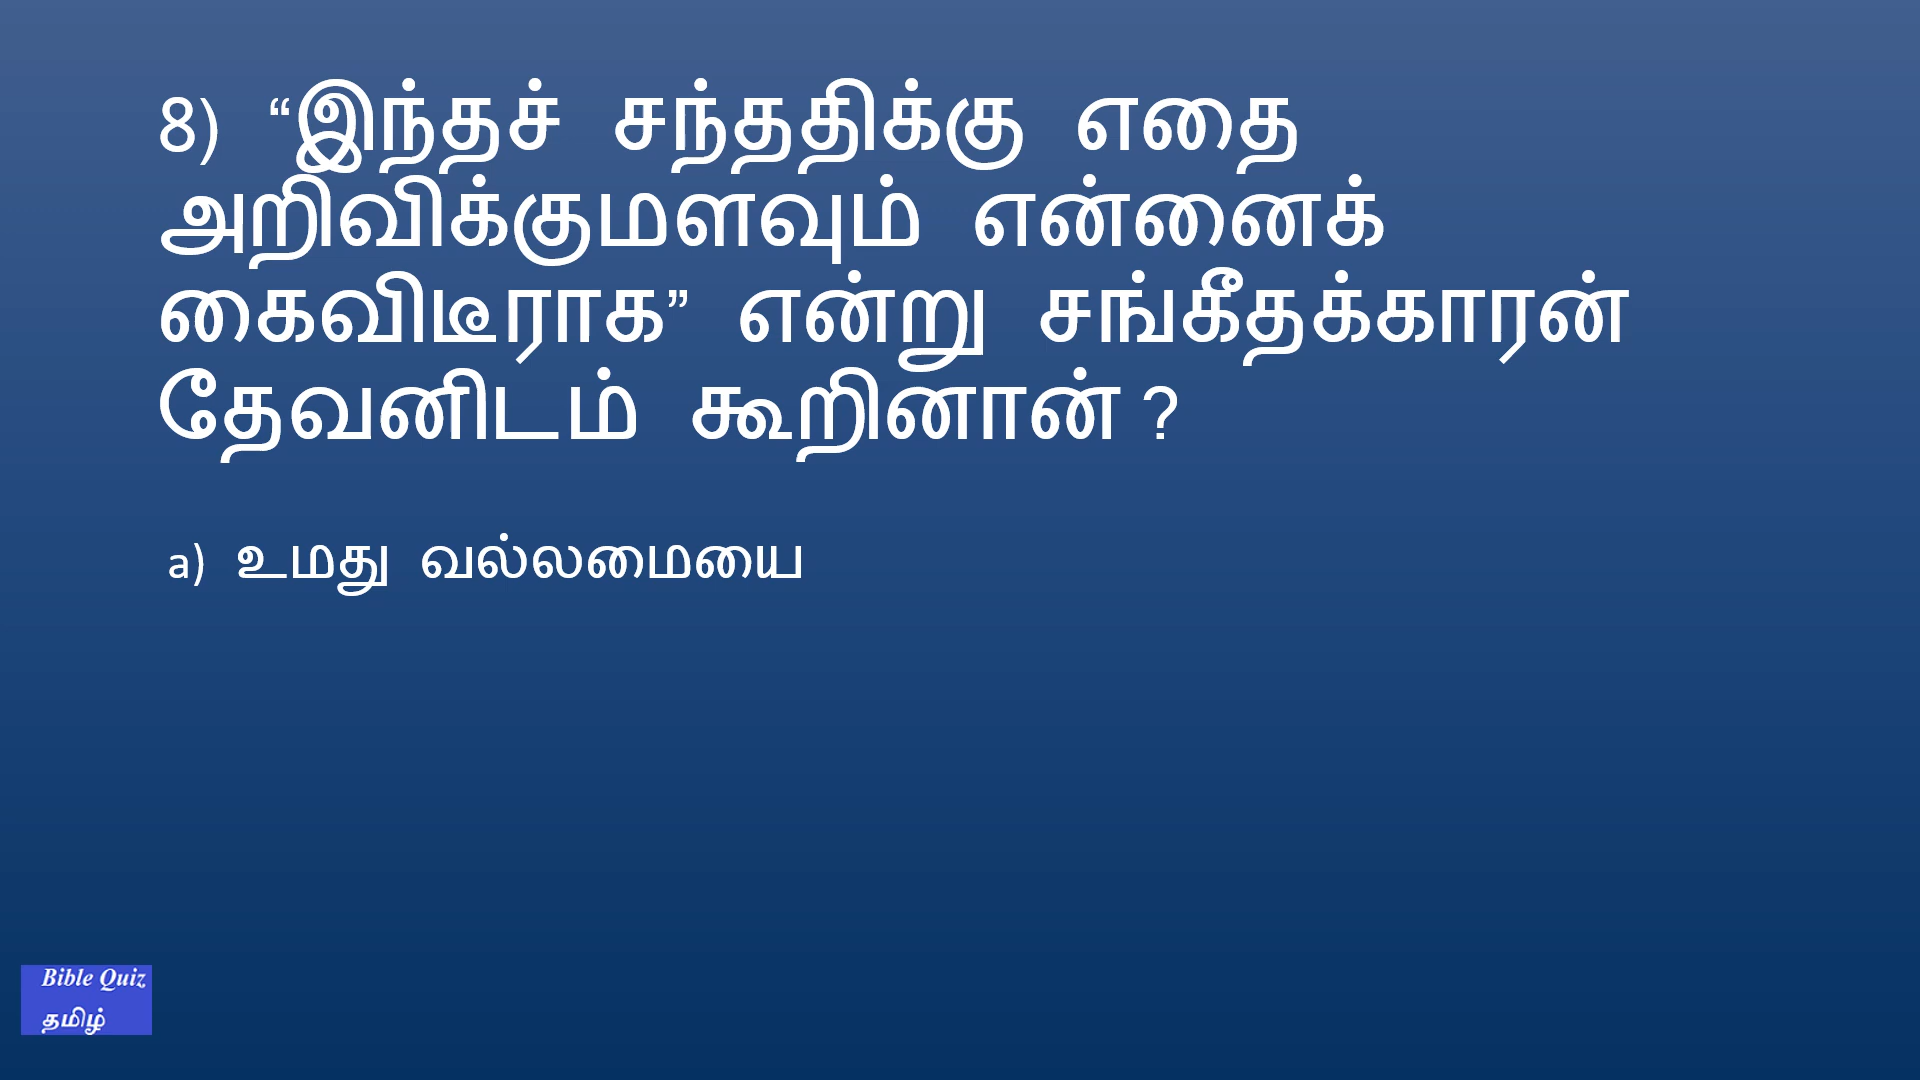 8) “இந்தச் சந்ததிக்கு எதை
அறிவிக்குமளவும் என்னைக்
கைவிடீராக” என்று சங்கீதக்காரன்
தேவனிடம் கூறினான் ?
a) உமது வல்லமையை
Bible Quiz
தமிழ்